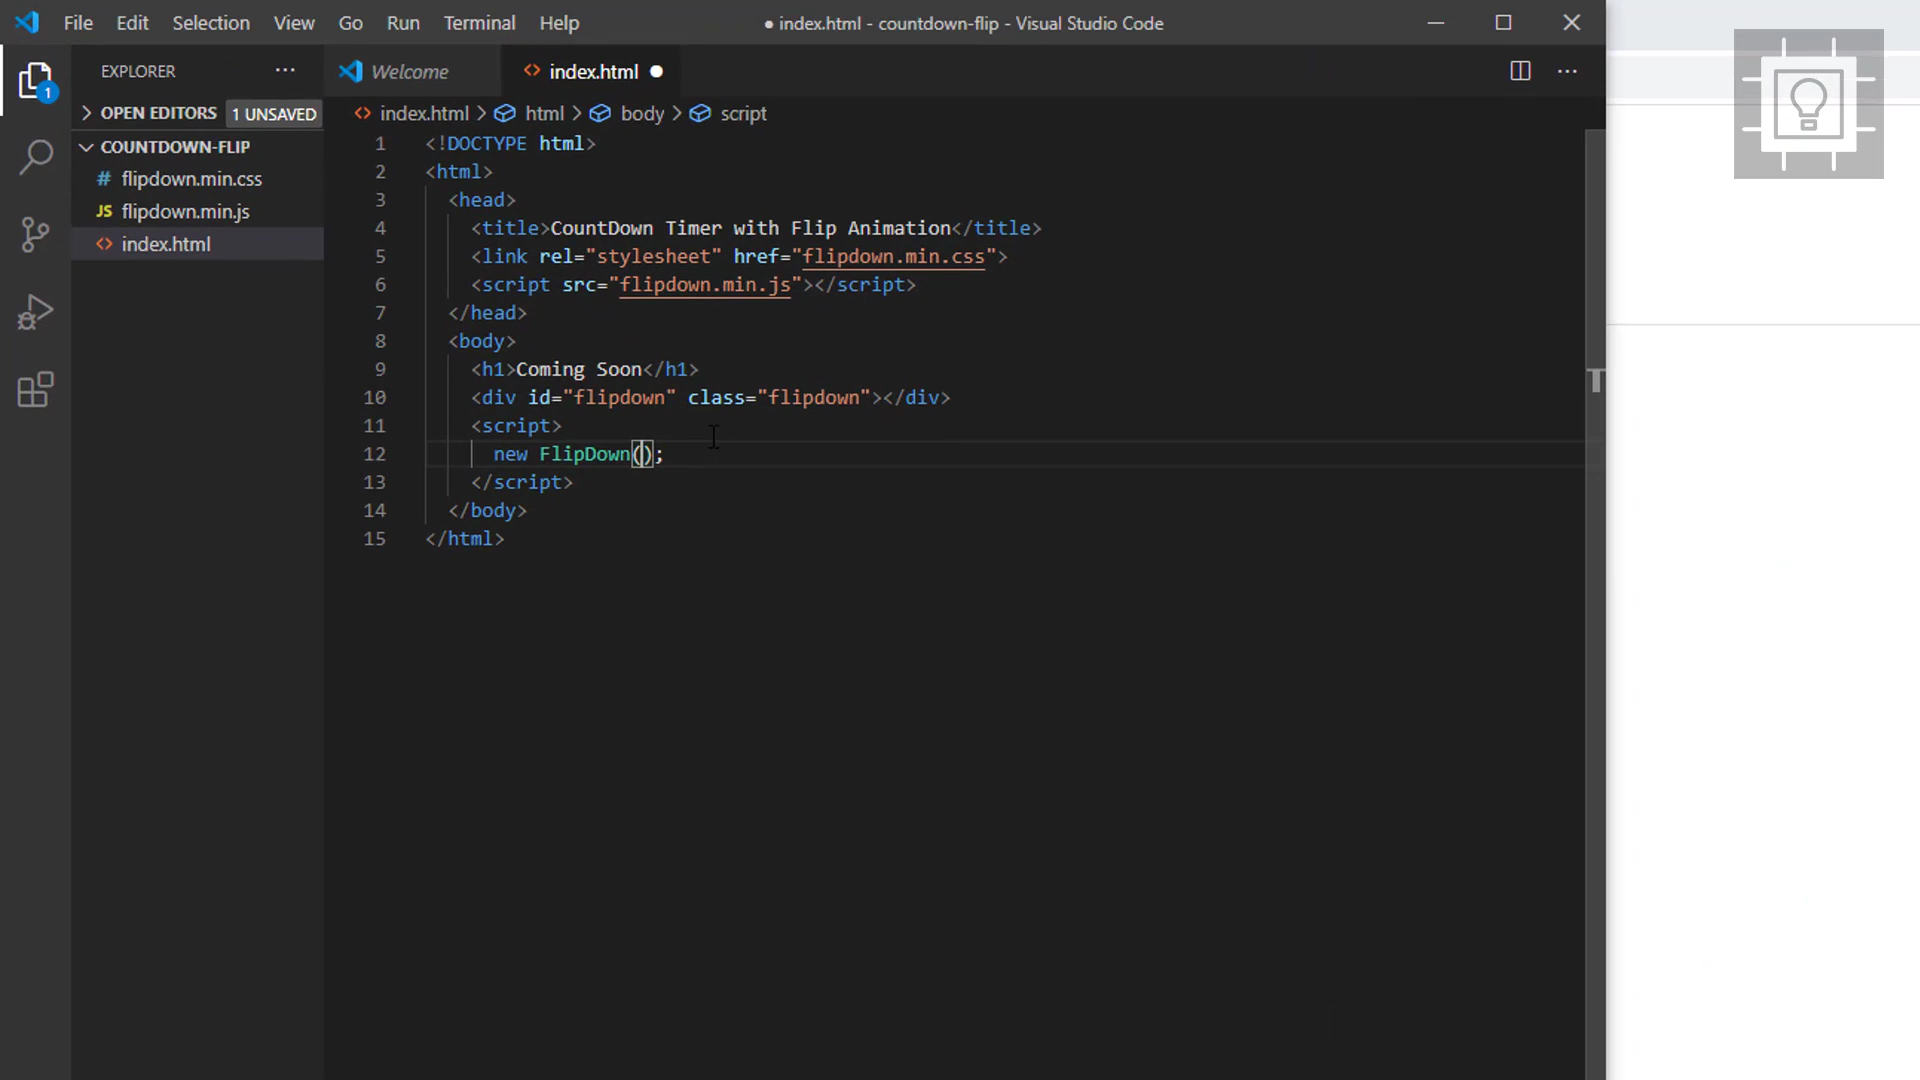 File Edit Selection View Go Run Terminal Help
● index.html - countdown-flip - Visual Studio Code
EXPLORER
Welcome
index.html
1
OPEN EDITORS 1 UNSAVED
index.html > html > body > script
COUNTDOWN-FLIP
# flipdown.min.css
JS flipdown.min.js
<> index.html
1 <!DOCTYPE html>
2 <html>
3 <head>
4 <title>CountDown Timer with Flip Animation</title>
5 <link rel="stylesheet" href="flipdown.min.css">
6 <script src="flipdown.min.js"></script>
7 </head>
8 <body>
9 <h1>Coming Soon</h1>
10 <div id="flipdown" class="flipdown"></div>
11 <script>
12 new FlipDown();
13 </script>
14 </body>
15 </html>